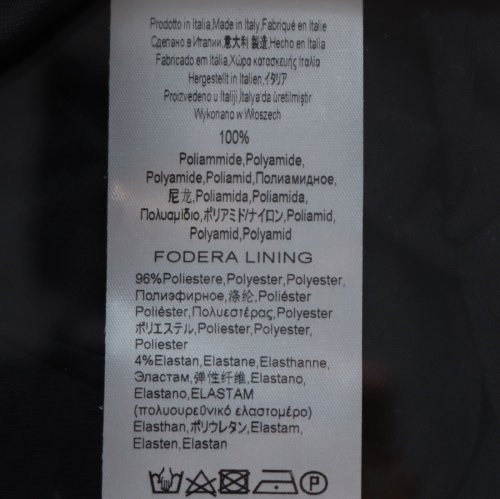 Prodotto in Italia,Made in Italy,Fabriqué en Italie
Сделано в Италии,意大利 製造,Hecho en Italia
Fabricado em Italia,Χώρα κατασκευής Ιταλία
Hergestellt in Italien,イタリア
Proizvedeno u Italiji,Italya'da üretilmiştir
Wykonano w Włoszech
100%
Poliammide,Polyamide,
Polyamide,Poliamid,Полиамидное,
尼龙,Poliamida,Poliamida,
Πολυαμίδιο,ポリアミド/ナイロン,Poliamid,
Polyamid,Polyamid
FODERA LINING
96%Poliestere,Polyester,Polyester,
Полиэфирное,涤纶,Poliéster
Poliéster,Πολυεστέρας,Polyester
ポリエステル,Poliester,Polyester,
Poliester
4%Elastan,Elastane,Elasthanne,
Эластам,弹性纤维,Elastano,
Elastano,ELASTAM
(πολυουρεθνικό ελαστομέρο)
Elasthan,ポリウレタン,Elastam,
Elasten,Elastan
P